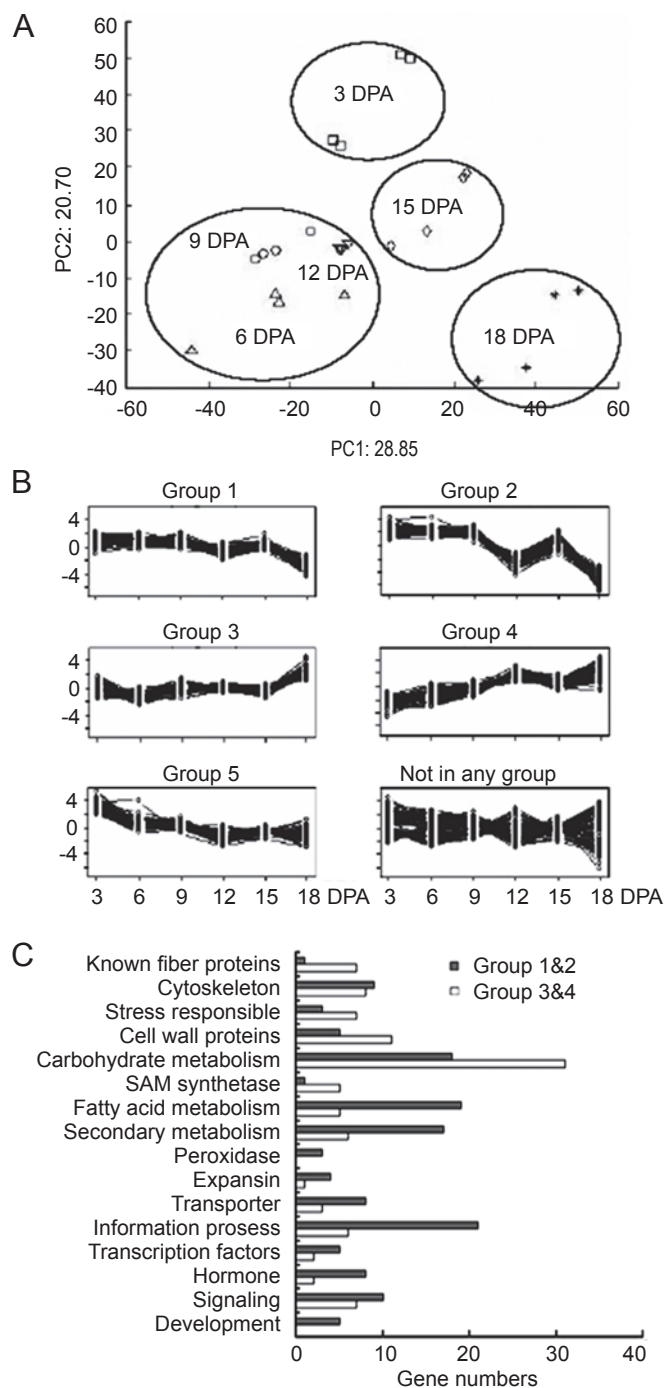 A
60
50
40
30
20
10
0
-10
-20
-30
-40
PC2: 20.70
3 DPA
15 DPA
9 DPA
12 DPA
6 DPA
18 DPA
-60 -40 -20 0 20 40 60
PC1: 28.85
B
Group 1 Group 2
4
0
-4
Group 3 Group 4
4
0
-4
Group 5 Not in any group
4
0
-4
3 6 9 12 15 18 DPA 3 6 9 12 15 18 DPA
C
Group 1&2
Group 3&4
Known fiber proteins
Cytoskeleton
Stress responsible
Cell wall proteins
Carbohydrate metabolism
SAM synthetase
Fatty acid metabolism
Secondary metabolism
Peroxidase
Expansin
Transporter
Information prosess
Transcription factors
Hormone
Signaling
Development
0 10 20 30 40
Gene numbers